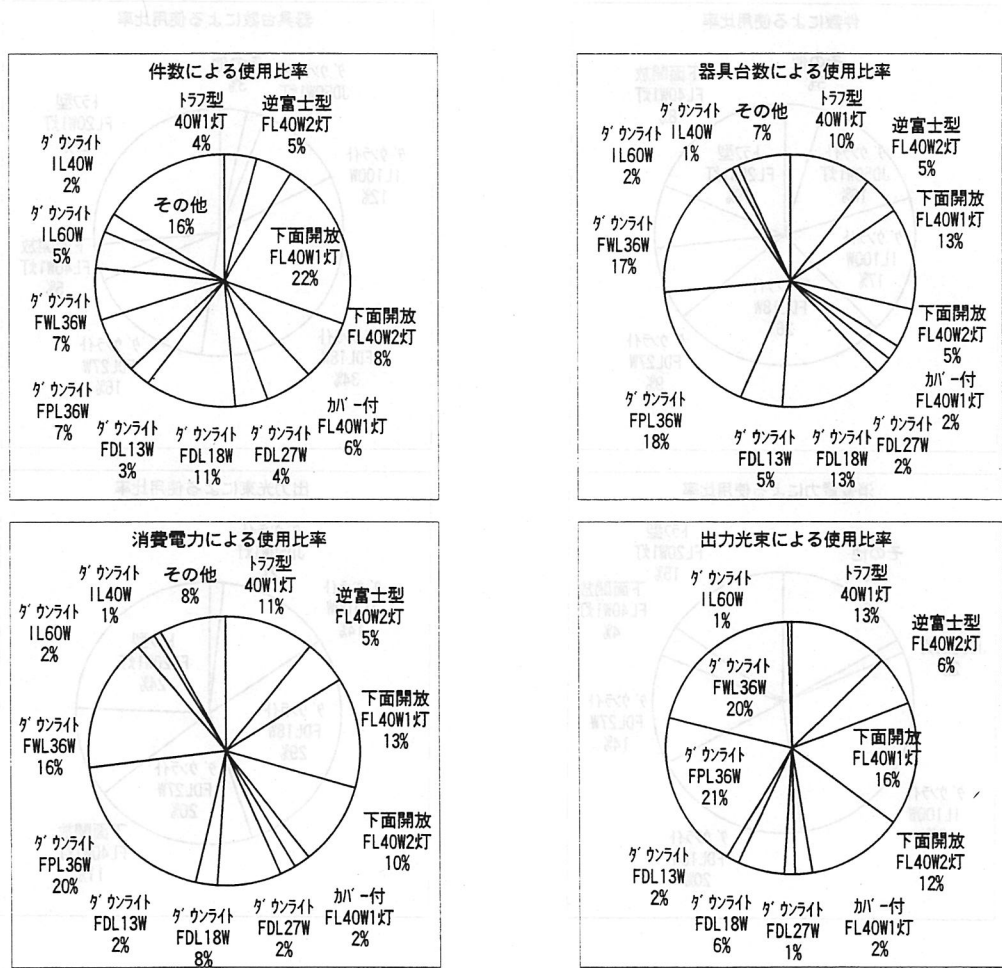 件数による使用比率
トラフ型
40W1灯
4%
逆富士型
FL40W2灯
5%
下面開放
FL40W1灯
22%
下面開放
FL40W2灯
8%
カバー付
FL40W1灯
6%
ダウンライト
FDL27W
4%
ダウンライト
FDL18W
11%
ダウンライト
FDL13W
3%
ダウンライト
FPL36W
7%
ダウンライト
FWL36W
7%
ダウンライト
IL60W
5%
ダウンライト
IL40W
2%
その他
16%
器具台数による使用比率
トラフ型
40W1灯
10%
逆富士型
FL40W2灯
5%
下面開放
FL40W1灯
13%
下面開放
FL40W2灯
5%
カバー付
FL40W1灯
2%
ダウンライト
FDL27W
2%
ダウンライト
FDL18W
13%
ダウンライト
FDL13W
5%
ダウンライト
FPL36W
18%
ダウンライト
FWL36W
17%
ダウンライト
IL60W
2%
ダウンライト
IL40W
1%
その他
7%
消費電力による使用比率
トラフ型
40W1灯
11%
逆富士型
FL40W2灯
5%
下面開放
FL40W1灯
13%
下面開放
FL40W2灯
10%
カバー付
FL40W1灯
2%
ダウンライト
FDL27W
2%
ダウンライト
FDL18W
8%
ダウンライト
FDL13W
2%
ダウンライト
FPL36W
20%
ダウンライト
FWL36W
16%
ダウンライト
IL60W
2%
ダウンライト
IL40W
1%
その他
8%
出力光束による使用比率
トラフ型
40W1灯
13%
逆富士型
FL40W2灯
6%
下面開放
FL40W1灯
16%
下面開放
FL40W2灯
12%
カバー付
FL40W1灯
2%
ダウンライト
FDL27W
1%
ダウンライト
FDL18W
6%
ダウンライト
FDL13W
2%
ダウンライト
FPL36W
21%
ダウンライト
FWL36W
20%
ダウンライト
IL60W
1%